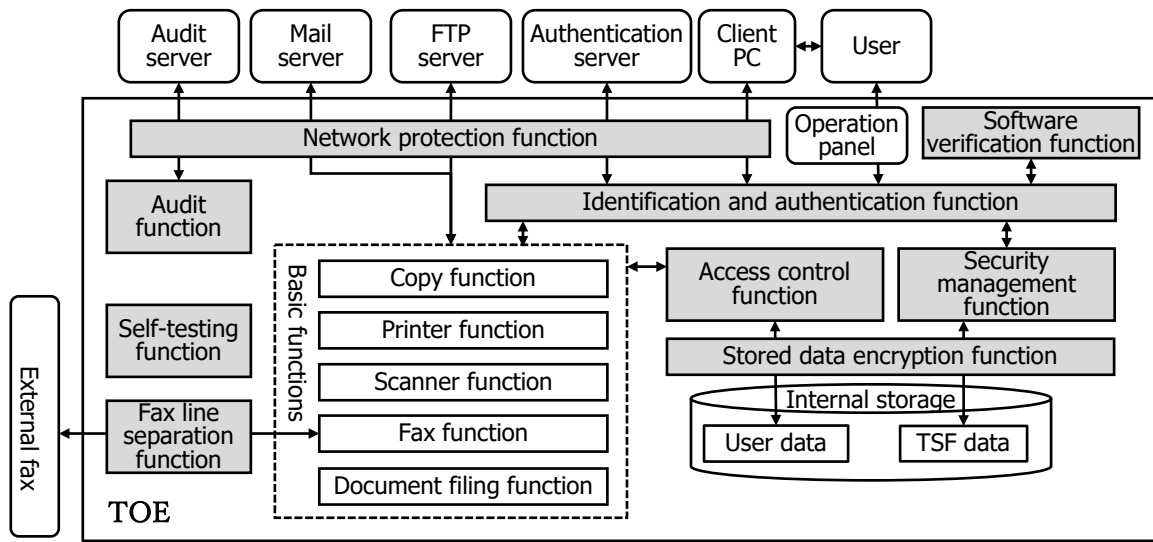 Audit
server
Mail
server
FTP
server
Authentication
server
Client
PC
User
Network protection function
Operation
panel
Software
verification function
Audit
function
Identification and authentication function
Basic functions
Copy function
Access control
function
Security
management
function
Self-testing
function
Printer function
Stored data encryption function
External fax
Scanner function
Internal storage
Fax line
separation
function
Fax function
User data
TSF data
Document filing function
TOE